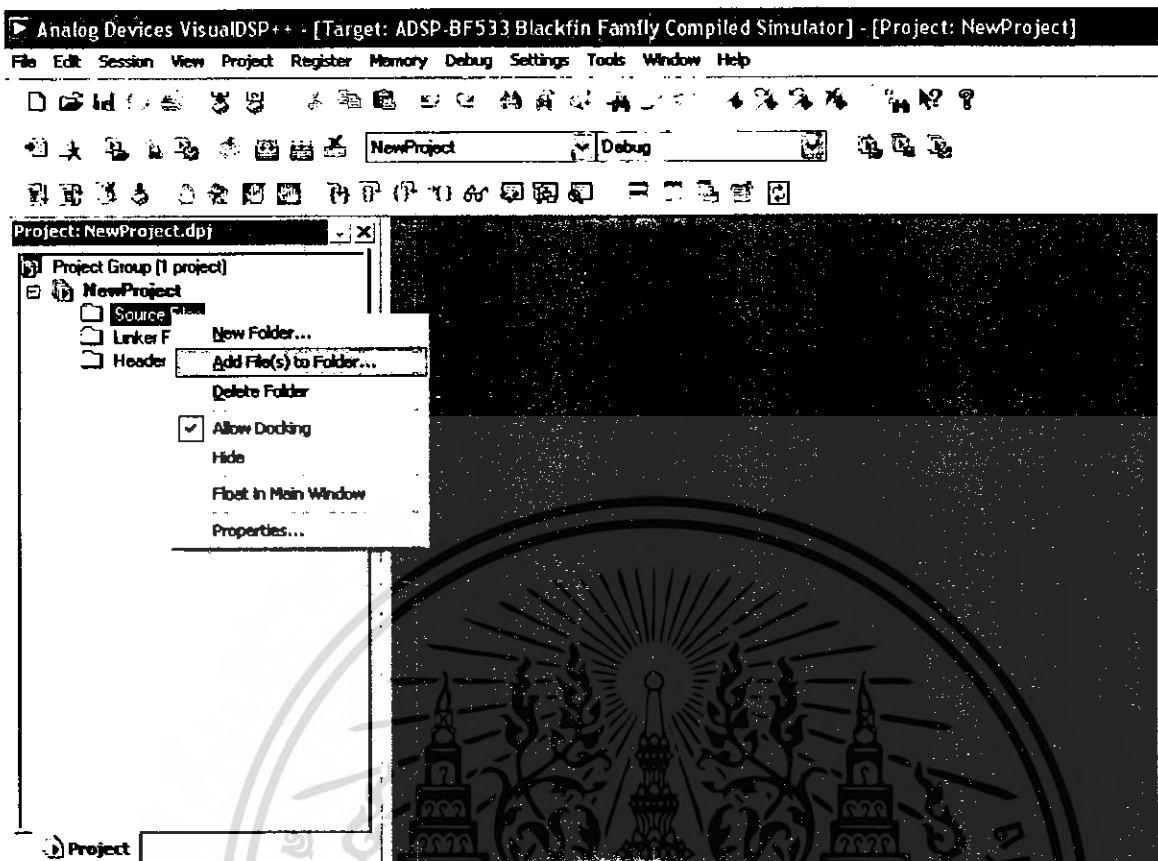 Analog Devices VisualDSP++ - [Target: ADSP-BF533 Blackfin Family Compiled Simulator] - [Project: NewProject]
File Edit Session View Project Register Memory Debug Settings Tools Window Help
NewProject Debug
Project: NewProject.dpj
Project Group (1 project)
NewProject
Source Files
Linker F
Header
New Folder...
Add File(s) to Folder...
Delete Folder
Allow Docking
Hide
Float In Main Window
Properties...
Project